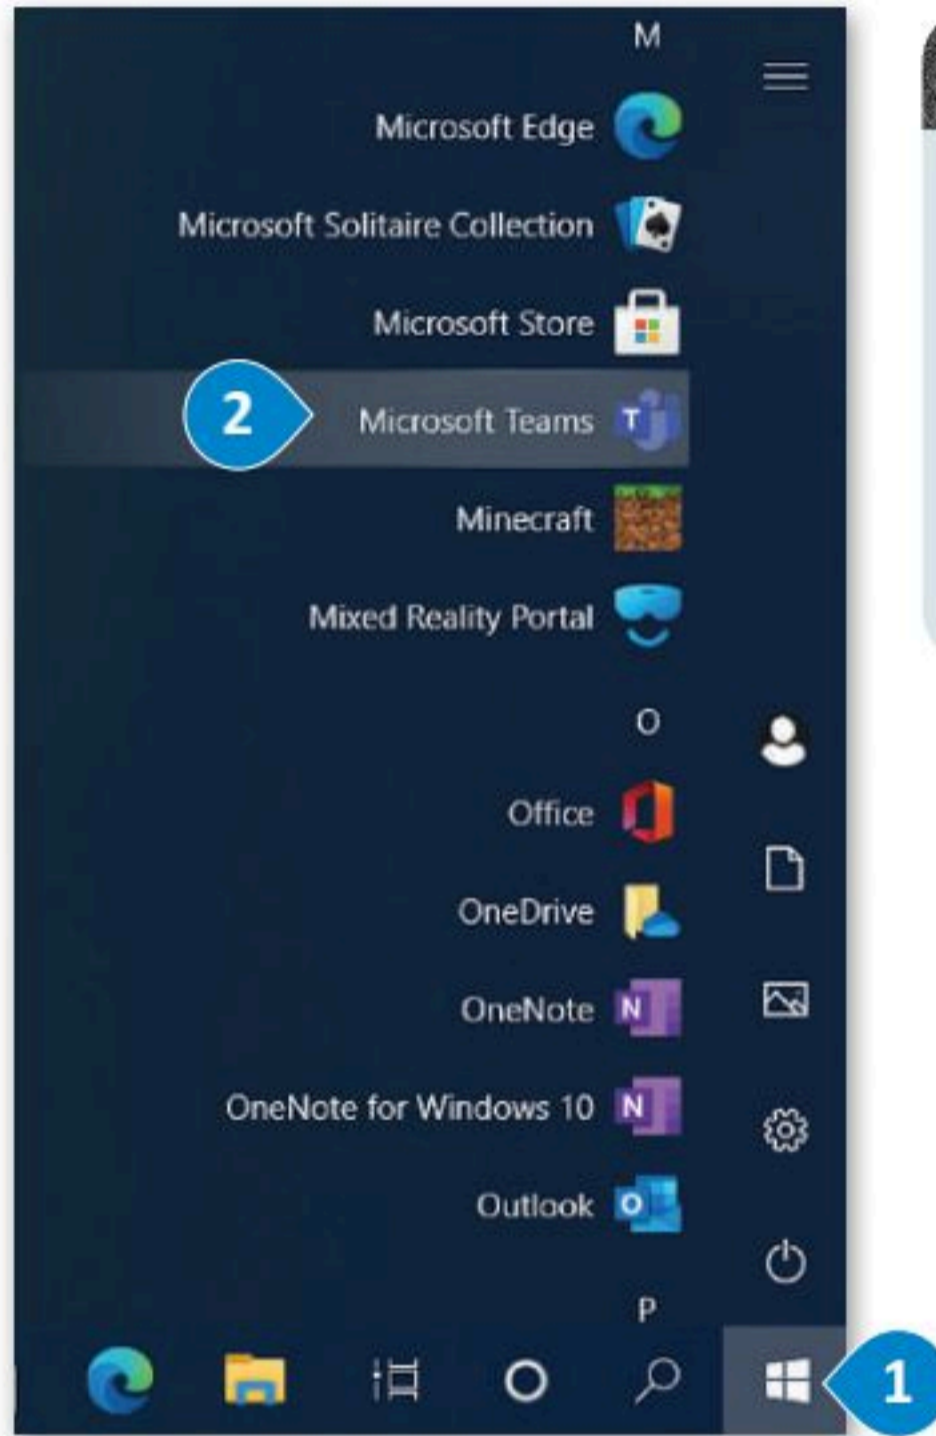 M
Microsoft Edge
Microsoft Solitaire Collection
Microsoft Store
2
Microsoft Teams
T
Minecraft
Mixed Reality Portal
O
Office
OneDrive
OneNote
N
OneNote for Windows 10
N
Outlook
O
P
1